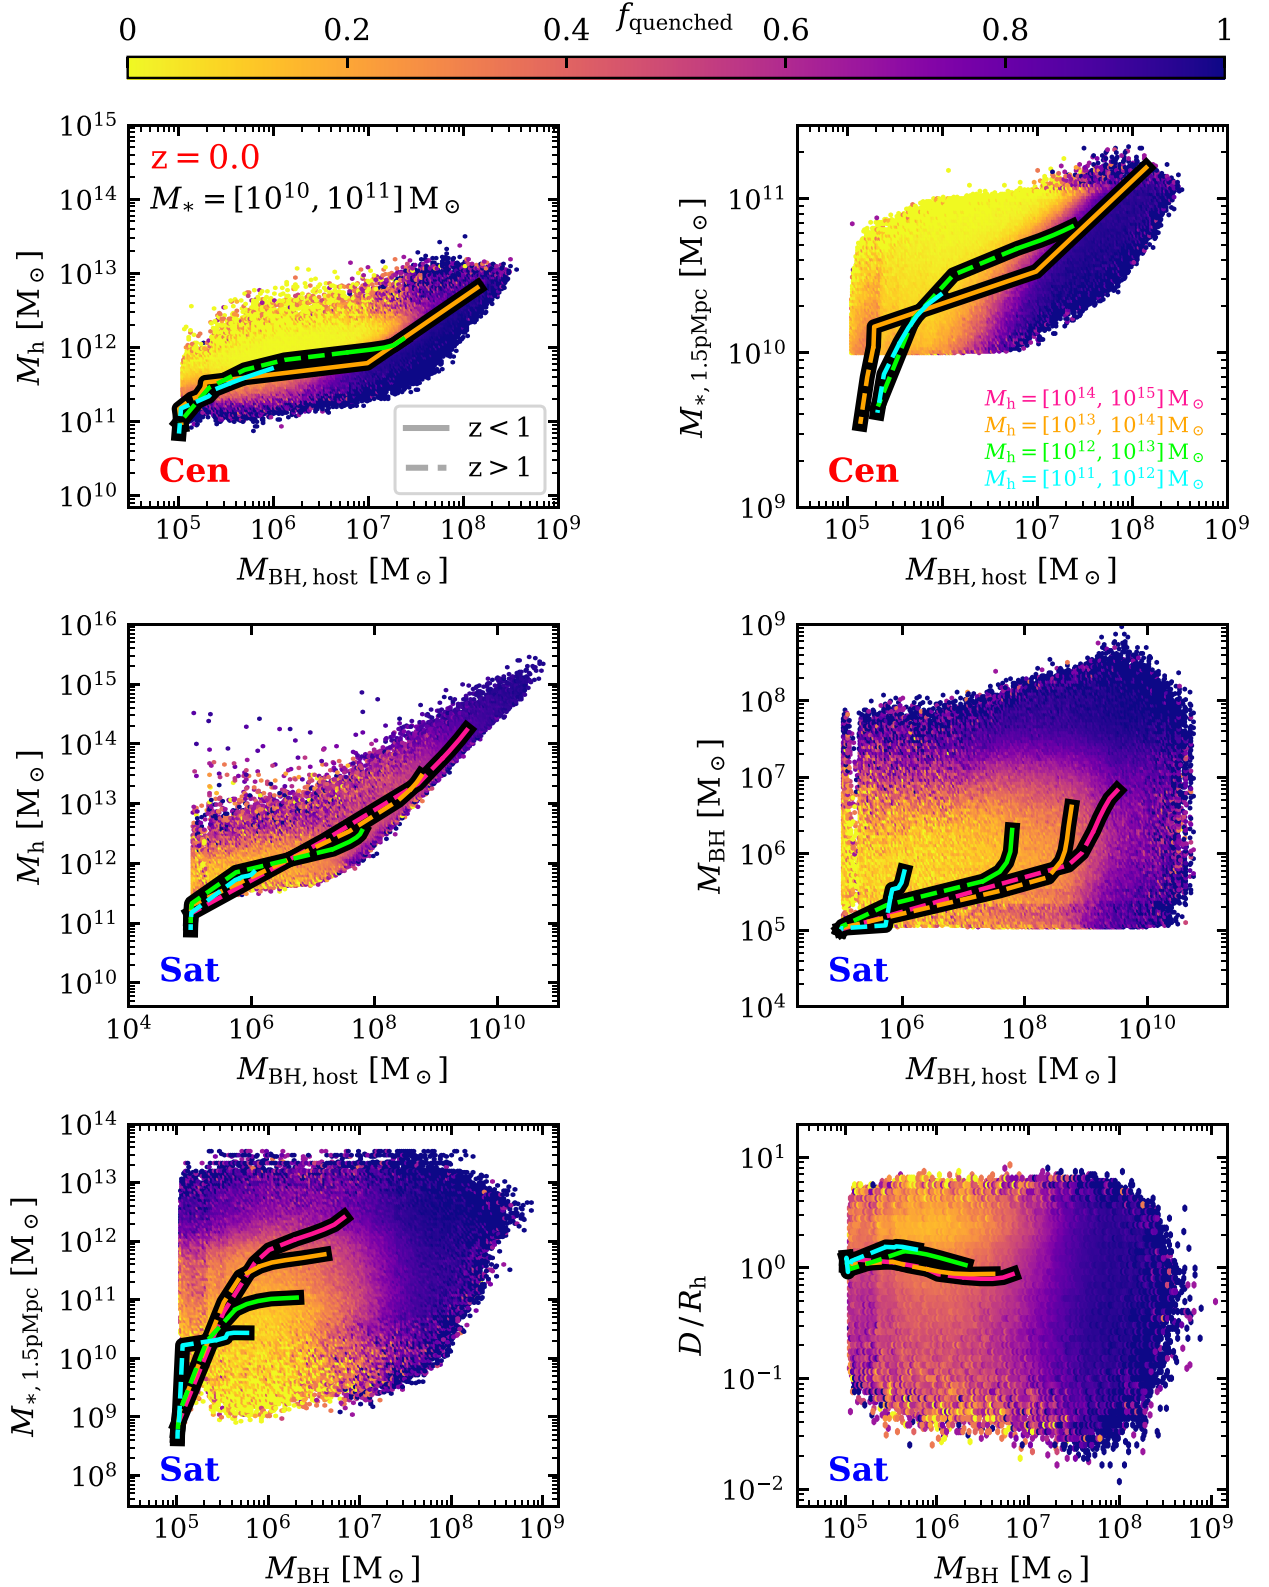 f_quenched
0 0.2 0.4 0.6 0.8 1
10^15
10^14
10^13
10^12
10^11
10^10
M_h [M_⊙]
z = 0.0
M_* = [10^10, 10^11] M_⊙
z < 1
z > 1
Cen
10^5 10^6 10^7 10^8 10^9
M_BH, host [M_⊙]
10^11
10^10
10^9
M_*, 1.5pMpc [M_⊙]
M_h = [10^14, 10^15] M_⊙
M_h = [10^13, 10^14] M_⊙
M_h = [10^12, 10^13] M_⊙
M_h = [10^11, 10^12] M_⊙
Cen
10^5 10^6 10^7 10^8 10^9
M_BH, host [M_⊙]
10^16
10^15
10^14
10^13
10^12
10^11
10^10
M_h [M_⊙]
Sat
10^4 10^6 10^8 10^10
M_BH, host [M_⊙]
10^9
10^8
10^7
10^6
10^5
10^4
M_BH [M_⊙]
Sat
10^6 10^8 10^10
M_BH, host [M_⊙]
10^14
10^13
10^12
10^11
10^10
10^9
10^8
M_*, 1.5pMpc [M_⊙]
Sat
10^5 10^6 10^7 10^8 10^9
M_BH [M_⊙]
10^1
10^0
10^−1
10^−2
D/R_h
Sat
10^5 10^6 10^7 10^8 10^9
M_BH [M_⊙]